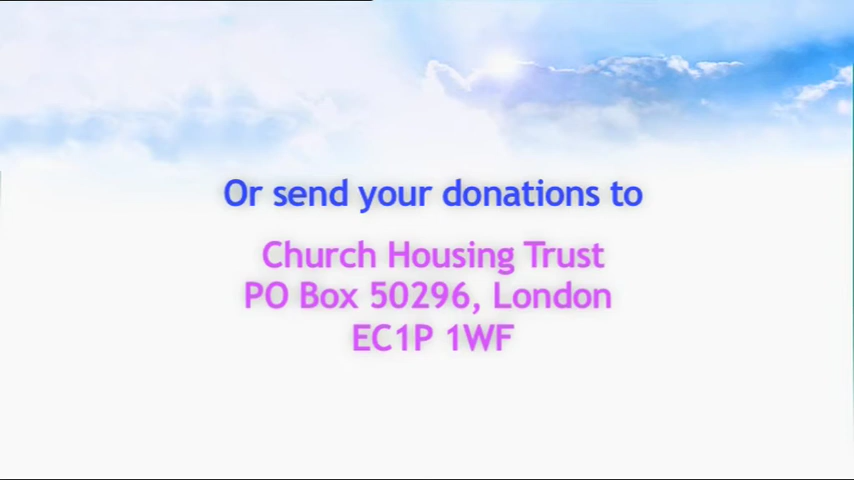 Or send your donations to
Church Housing Trust
PO Box 50296, London
EC1P 1WF